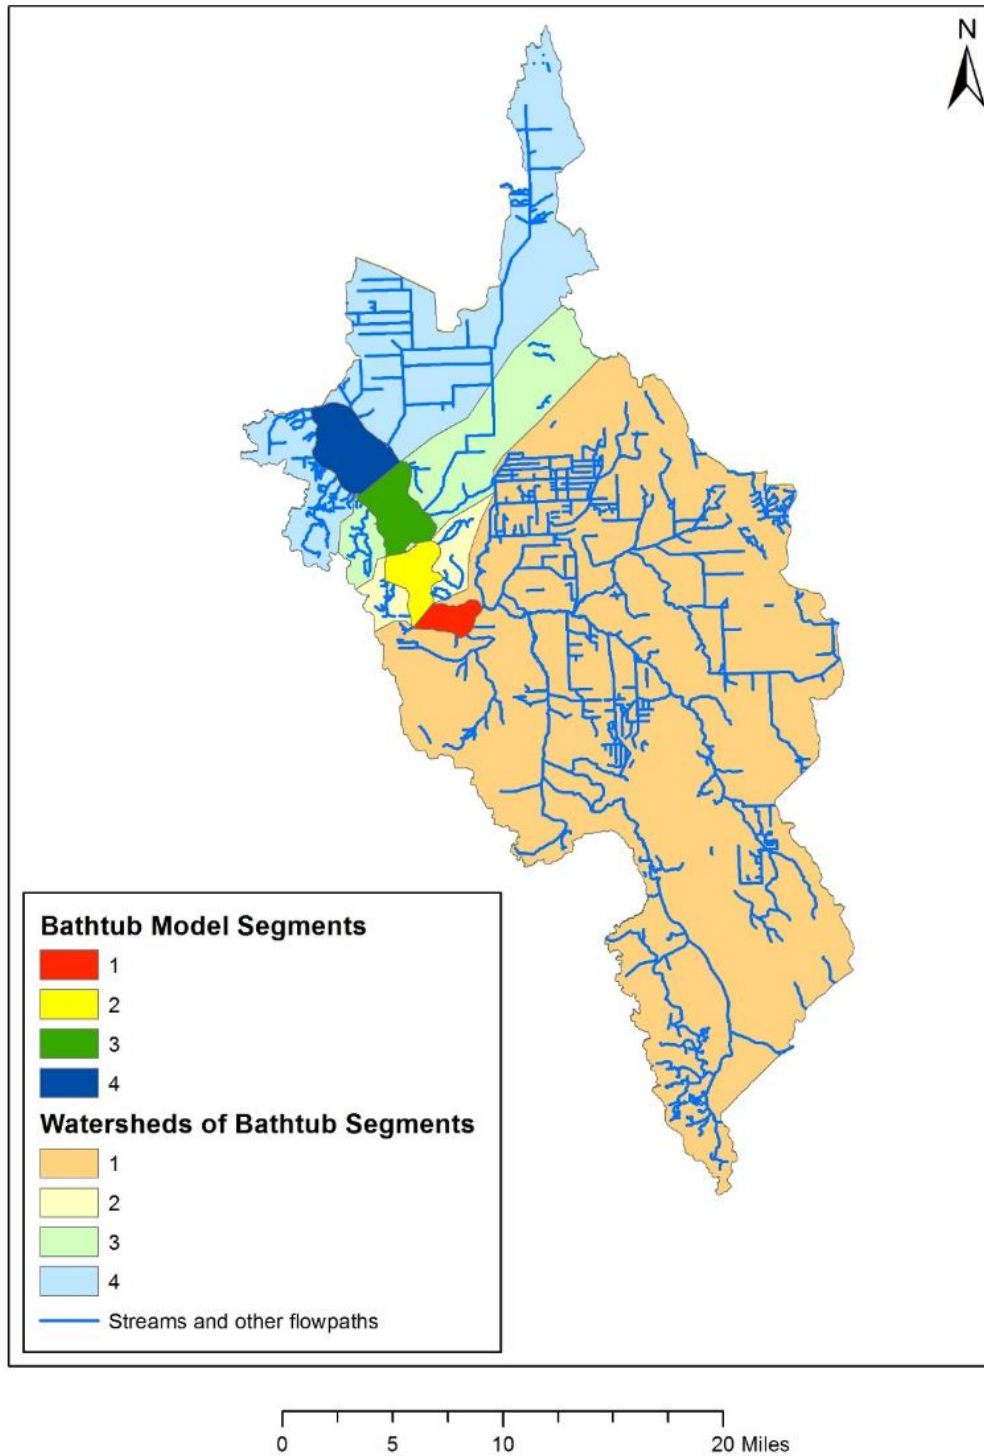 N
Bathtub Model Segments
1
2
3
4
Watersheds of Bathtub Segments
1
2
3
4
Streams and other flowpaths
0 5 10 20 Miles